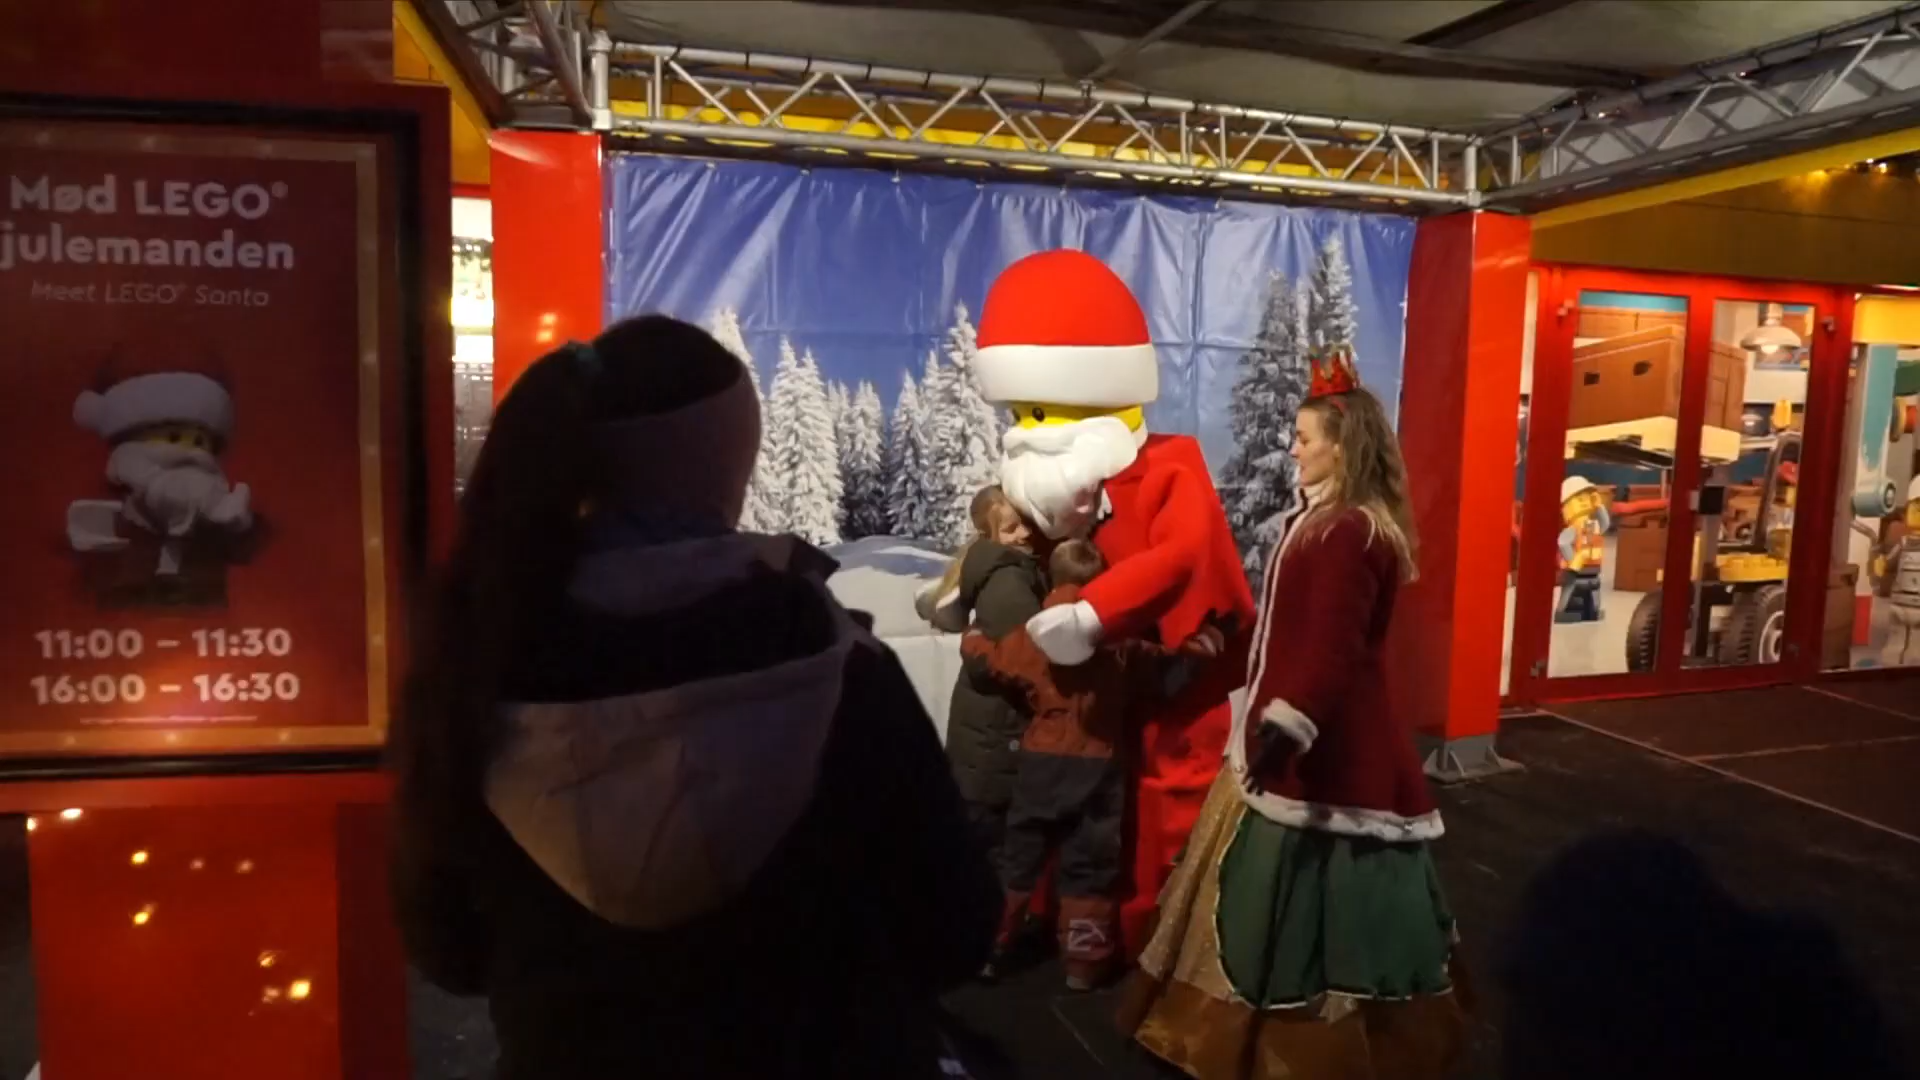 Mød LEGO®
julemanden
Meet LEGO® Santa
11:00 – 11:30
16:00 – 16:30